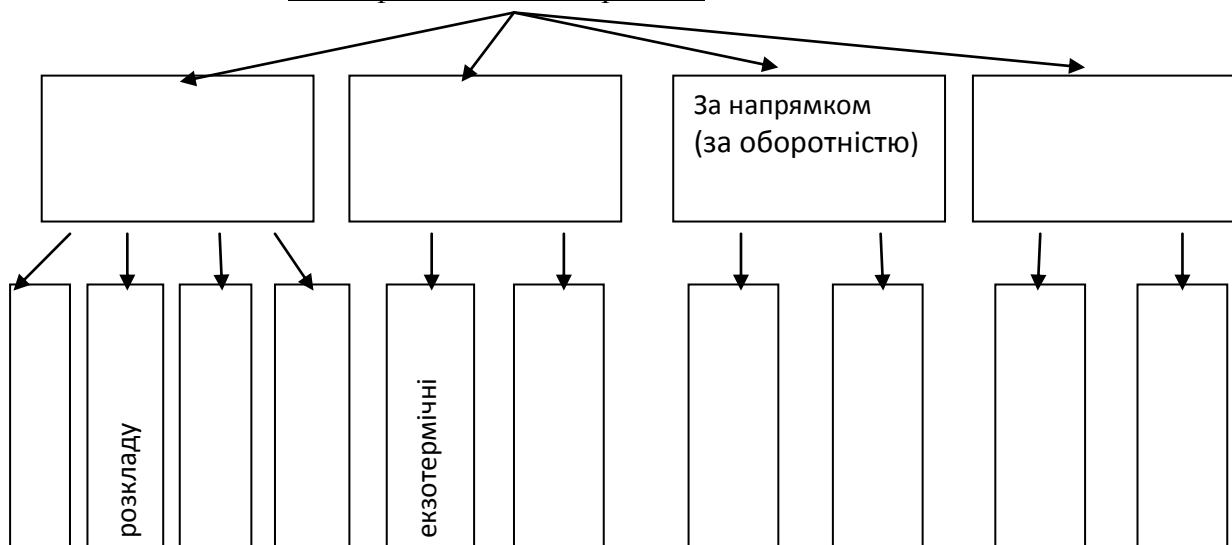 За напрямком
(за оборотністю)
розкладу
екзотермічні